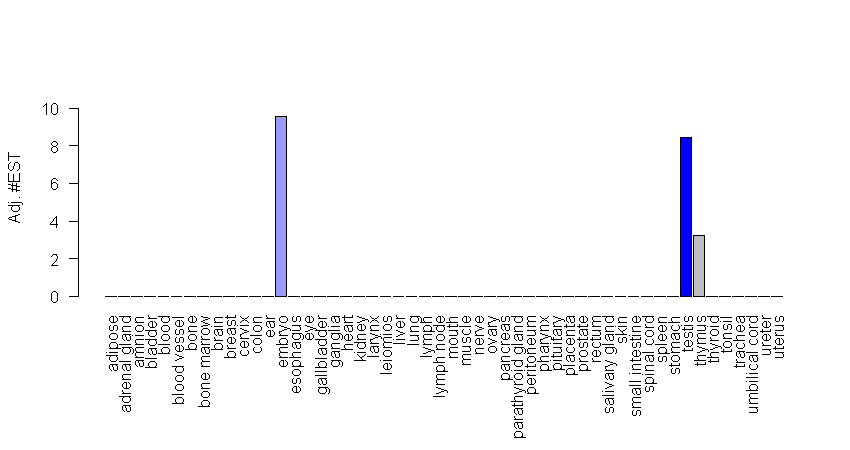 Adj. #EST
10
8
6
4
2
0
adipose
adrenal gland
amnion
bladder
blood
blood vessel
bone
bone marrow
brain
breast
cervix
colon
ear
embryo
esophagus
eye
gallbladder
ganglia
heart
kidney
larynx
leiomios
liver
lung
lymph
lymph node
mouth
muscle
nerve
ovary
pancreas
parathyroid gland
peritoneum
pharynx
pituitary
placenta
prostate
rectum
salivary gland
skin
small intestine
spinal cord
spleen
stomach
testis
thymus
thyroid
tonsil
trachea
umbilical cord
ureter
uterus